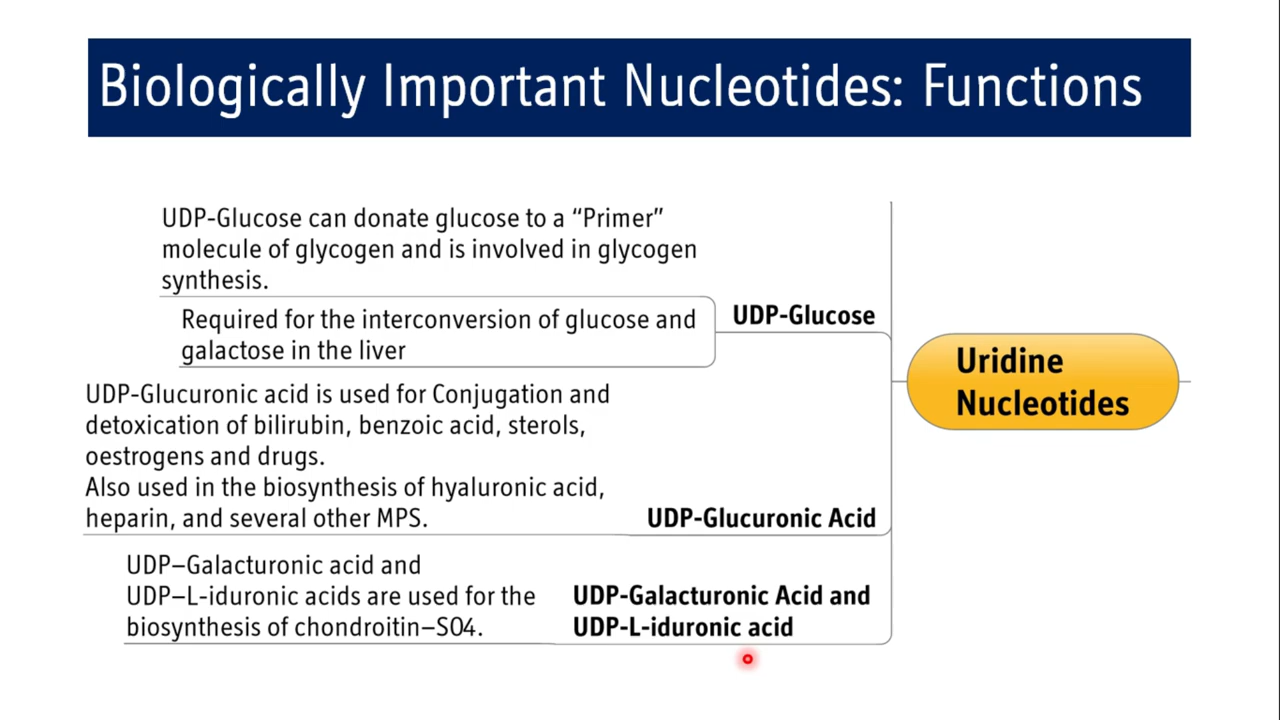 Biologically Important Nucleotides: Functions
UDP-Glucose can donate glucose to a “Primer”
molecule of glycogen and is involved in glycogen
synthesis.
Required for the interconversion of glucose and
galactose in the liver
UDP-Glucose
UDP-Glucuronic acid is used for Conjugation and
detoxication of bilirubin, benzoic acid, sterols,
oestrogens and drugs.
Also used in the biosynthesis of hyaluronic acid,
heparin, and several other MPS.
UDP-Glucuronic Acid
UDP–Galacturonic acid and
UDP–L-iduronic acids are used for the
biosynthesis of chondroitin–SO4.
UDP-Galacturonic Acid and
UDP-L-iduronic acid
Uridine
Nucleotides